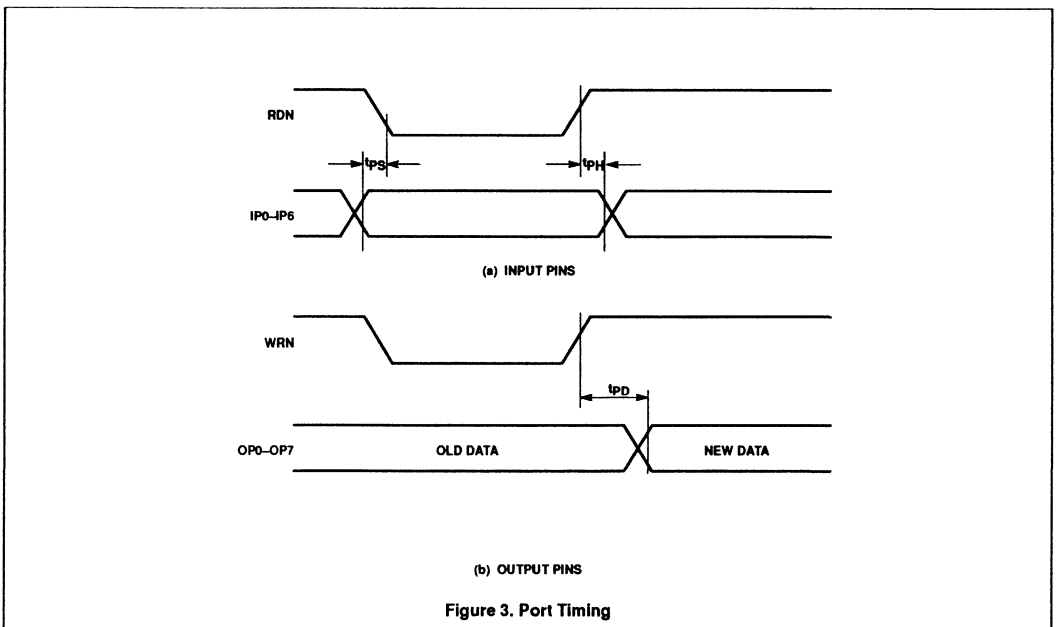 RDN
tPS
tPH
IP0–IP6
(a) INPUT PINS
WRN
tPD
OP0–OP7
OLD DATA
NEW DATA
(b) OUTPUT PINS
Figure 3. Port Timing